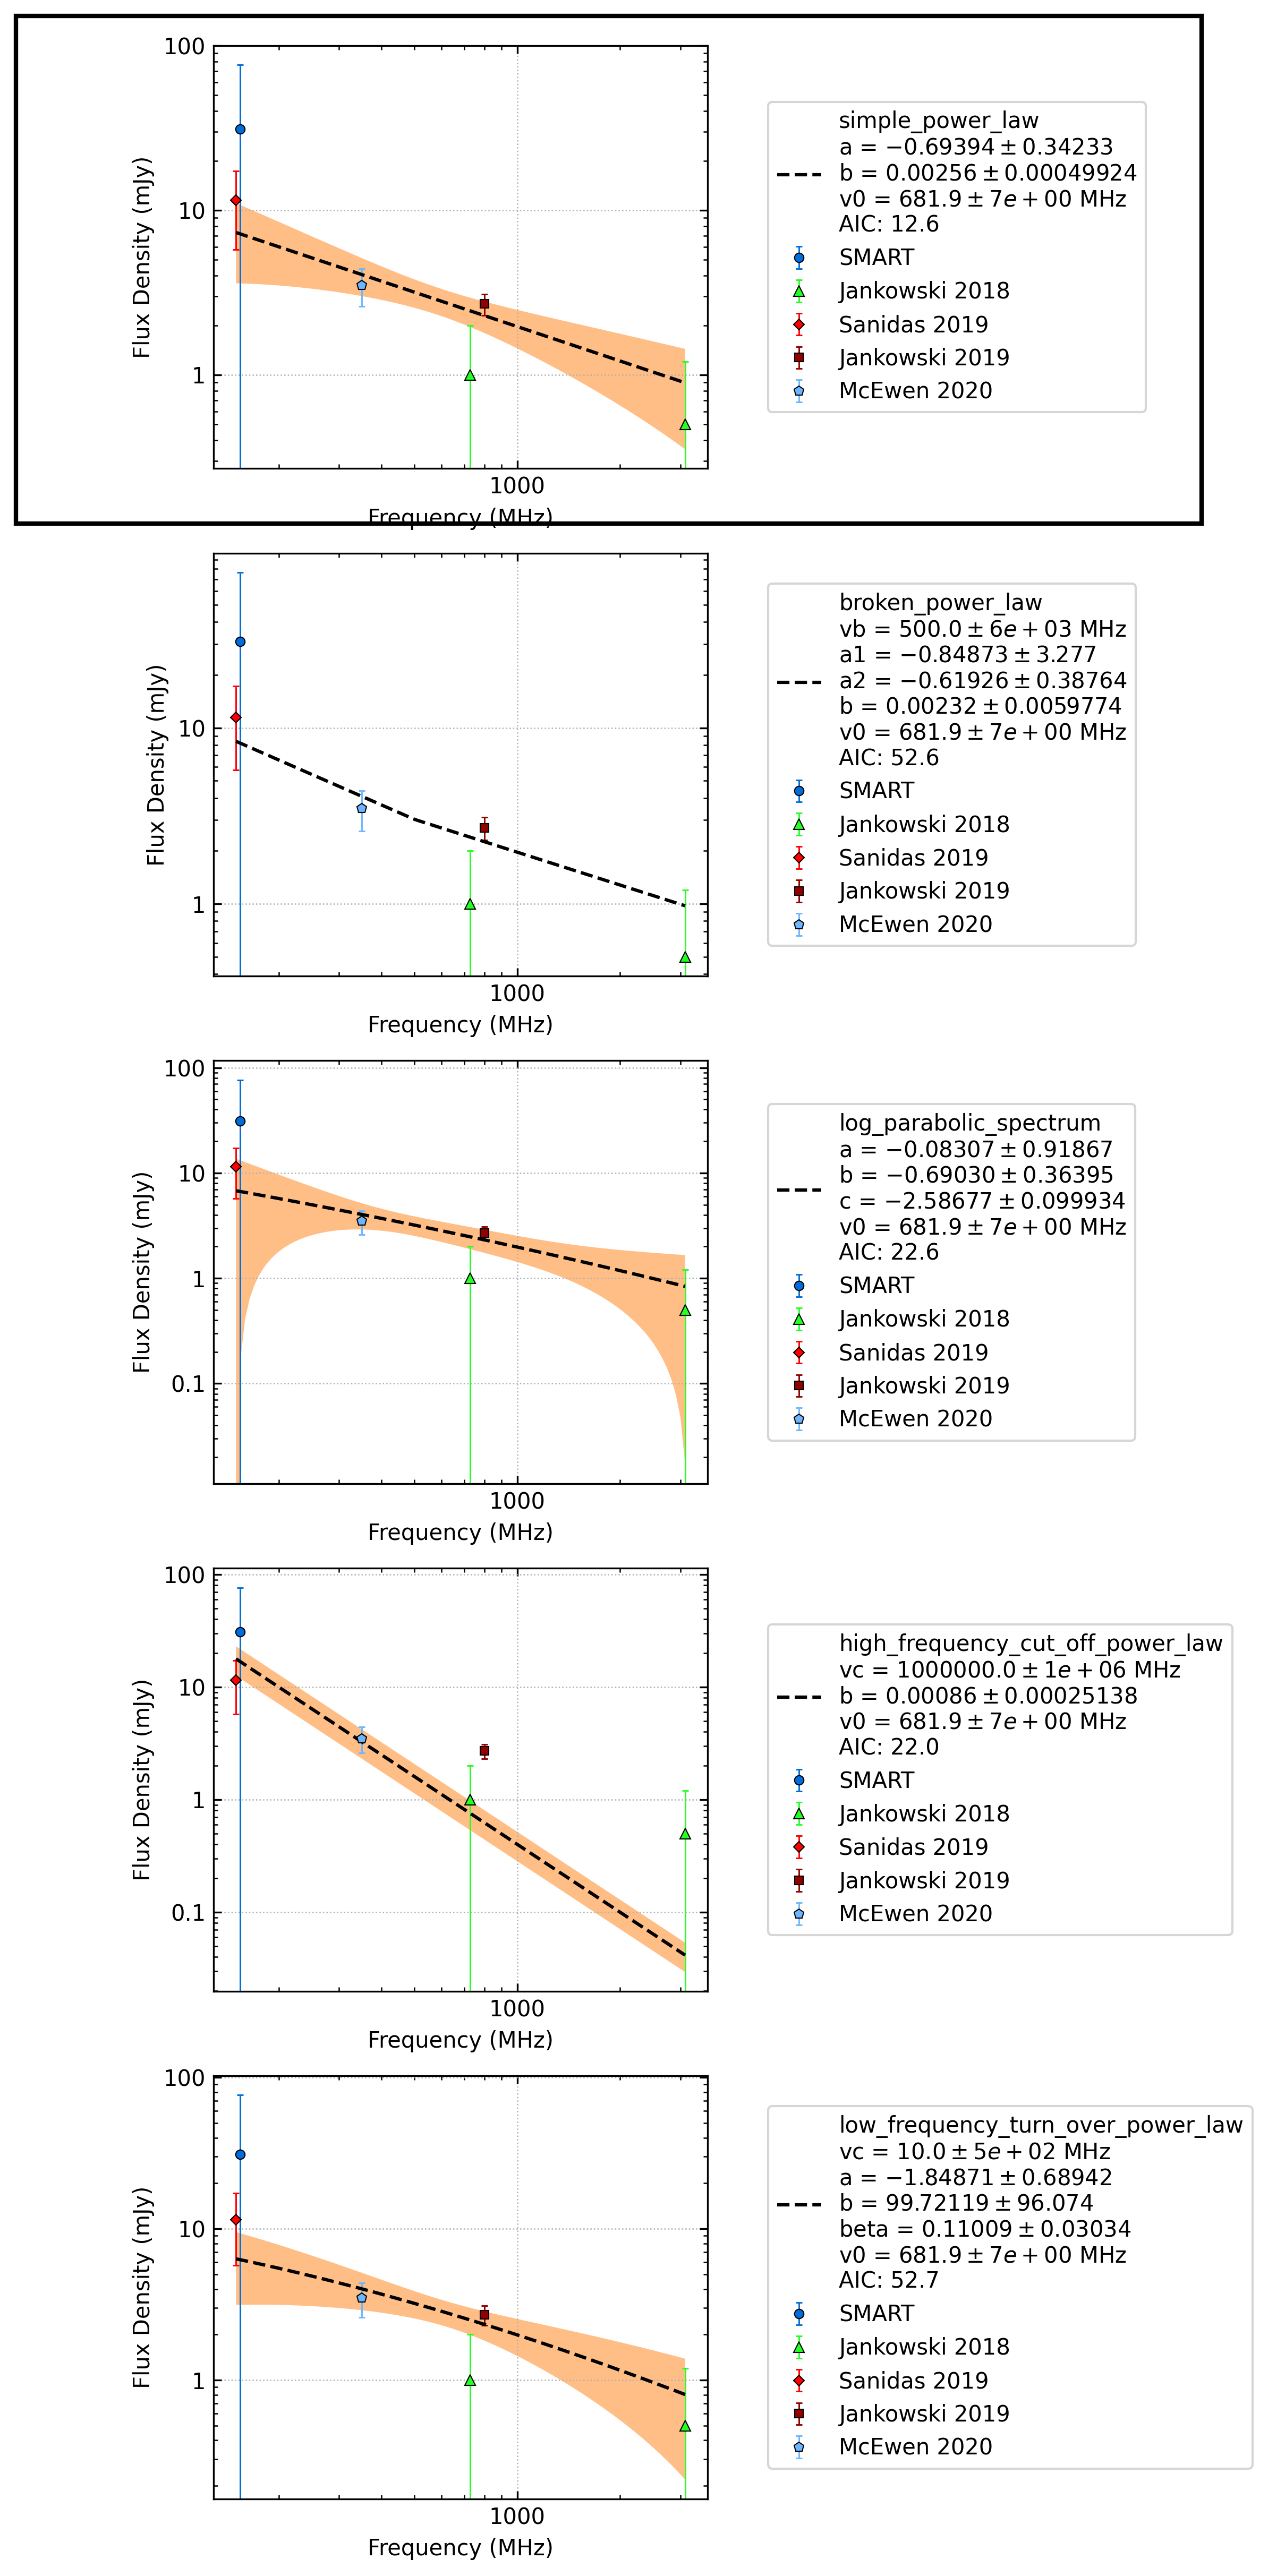 100
10
1
Flux Density (mJy)
1000
Frequency (MHz)
simple_power_law
a = −0.69394 ± 0.34233
b = 0.00256 ± 0.00049924
v0 = 681.9 ± 7e + 00 MHz
AIC: 12.6
SMART
Jankowski 2018
Sanidas 2019
Jankowski 2019
McEwen 2020
10
1
Flux Density (mJy)
1000
Frequency (MHz)
broken_power_law
vb = 500.0 ± 6e + 03 MHz
a1 = −0.84873 ± 3.277
a2 = −0.61926 ± 0.38764
b = 0.00232 ± 0.0059774
v0 = 681.9 ± 7e + 00 MHz
AIC: 52.6
SMART
Jankowski 2018
Sanidas 2019
Jankowski 2019
McEwen 2020
100
10
1
0.1
Flux Density (mJy)
1000
Frequency (MHz)
log_parabolic_spectrum
a = −0.08307 ± 0.91867
b = −0.69030 ± 0.36395
c = −2.58677 ± 0.099934
v0 = 681.9 ± 7e + 00 MHz
AIC: 22.6
SMART
Jankowski 2018
Sanidas 2019
Jankowski 2019
McEwen 2020
100
10
1
0.1
Flux Density (mJy)
1000
Frequency (MHz)
high_frequency_cut_off_power_law
vc = 1000000.0 ± 1e + 06 MHz
b = 0.00086 ± 0.00025138
v0 = 681.9 ± 7e + 00 MHz
AIC: 22.0
SMART
Jankowski 2018
Sanidas 2019
Jankowski 2019
McEwen 2020
100
10
1
Flux Density (mJy)
1000
Frequency (MHz)
low_frequency_turn_over_power_law
vc = 10.0 ± 5e + 02 MHz
a = −1.84871 ± 0.68942
b = 99.72119 ± 96.074
beta = 0.11009 ± 0.03034
v0 = 681.9 ± 7e + 00 MHz
AIC: 52.7
SMART
Jankowski 2018
Sanidas 2019
Jankowski 2019
McEwen 2020